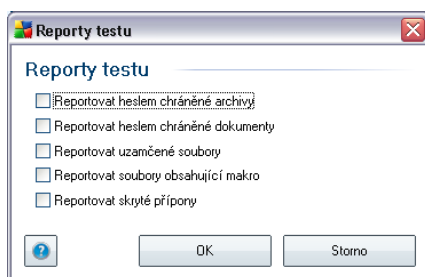 Reporty testu
Reporty testu
Reportovat heslem chráněné archivy
Reportovat heslem chráněné dokumenty
Reportovat uzamčené soubory
Reportovat soubory obsahující makro
Reportovat skryté přípony
? OK Storno